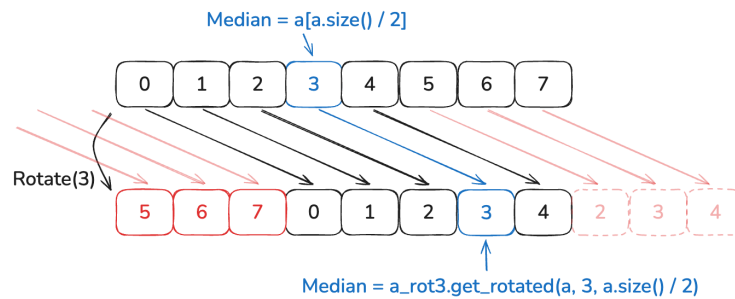 Median = a[a.size() / 2]
0 1 2 3 4 5 6 7
Rotate(3)
5 6 7 0 1 2 3 4 2 3 4
Median = a_rot3.get_rotated(a, 3, a.size() / 2)